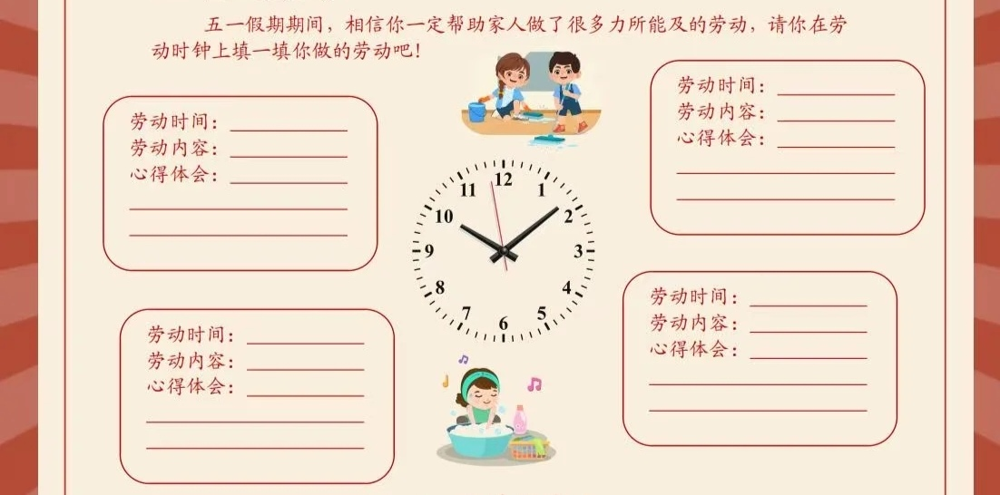 五一假期期间，相信你一定帮助家人做了很多力所能及的劳动，请你在劳
动时钟上填一填你做的劳动吧！
劳动时间：
劳动内容：
心得体会：
劳动时间：
劳动内容：
心得体会：
12
11
1
10
2
9
3
8
4
7
5
6
劳动时间：
劳动内容：
心得体会：
劳动时间：
劳动内容：
心得体会：